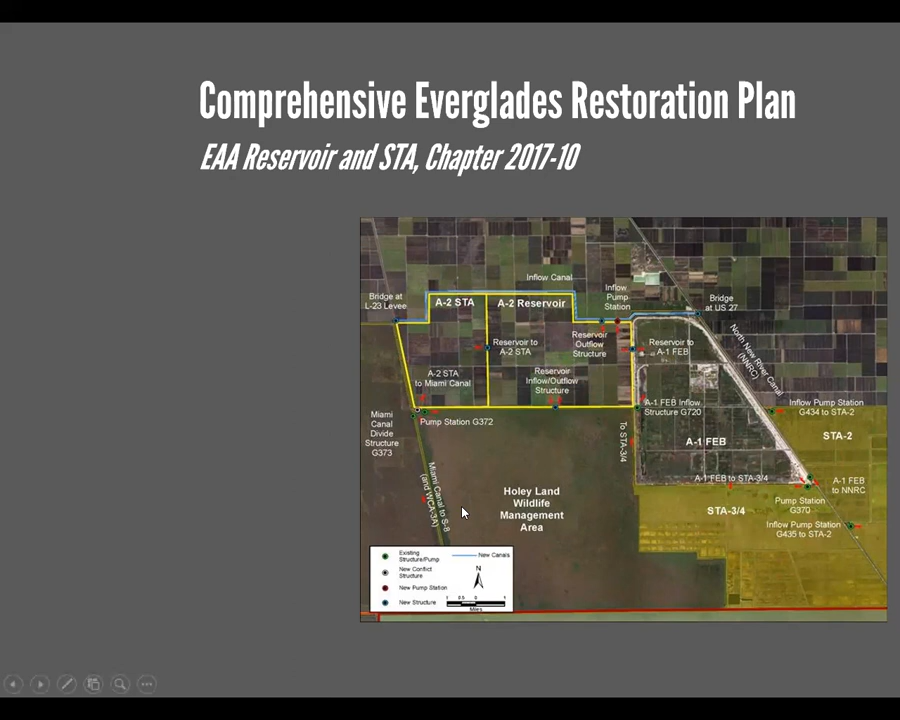 Comprehensive Everglades Restoration Plan
EAA Reservoir and STA, Chapter 2017-10
Inflow Canal
Bridge at
L-23 Levee
A-2 STA
A-2 Reservoir
Inflow
Pump
Station
Bridge
at US 27
Reservoir to
A-2 STA
Reservoir
Outflow
Structure
Reservoir to
A-1 FEB
North New River Canal
(NNRC)
A-2 STA
to Miami Canal
Reservoir
Inflow/Outflow
Structure
Miami
Canal
Divide
Structure
G373
Pump Station G372
A-1 FEB Inflow
Structure G720
Inflow Pump Station
G434 to STA-2
To STA-3/4
A-1 FEB
STA-2
Miami Canal to S-8
(and WCA-3A)
Holey Land
Wildlife
Management
Area
A-1 FEB to STA-3/4
A-1 FEB
to NNRC
STA-3/4
Pump Station
G370
Inflow Pump Station
G435 to STA-2
Existing
Structure/Pump
New Canals
New Conflict
Structure
N
New Pump Station
New Structure
1 0.5 0 1
Miles